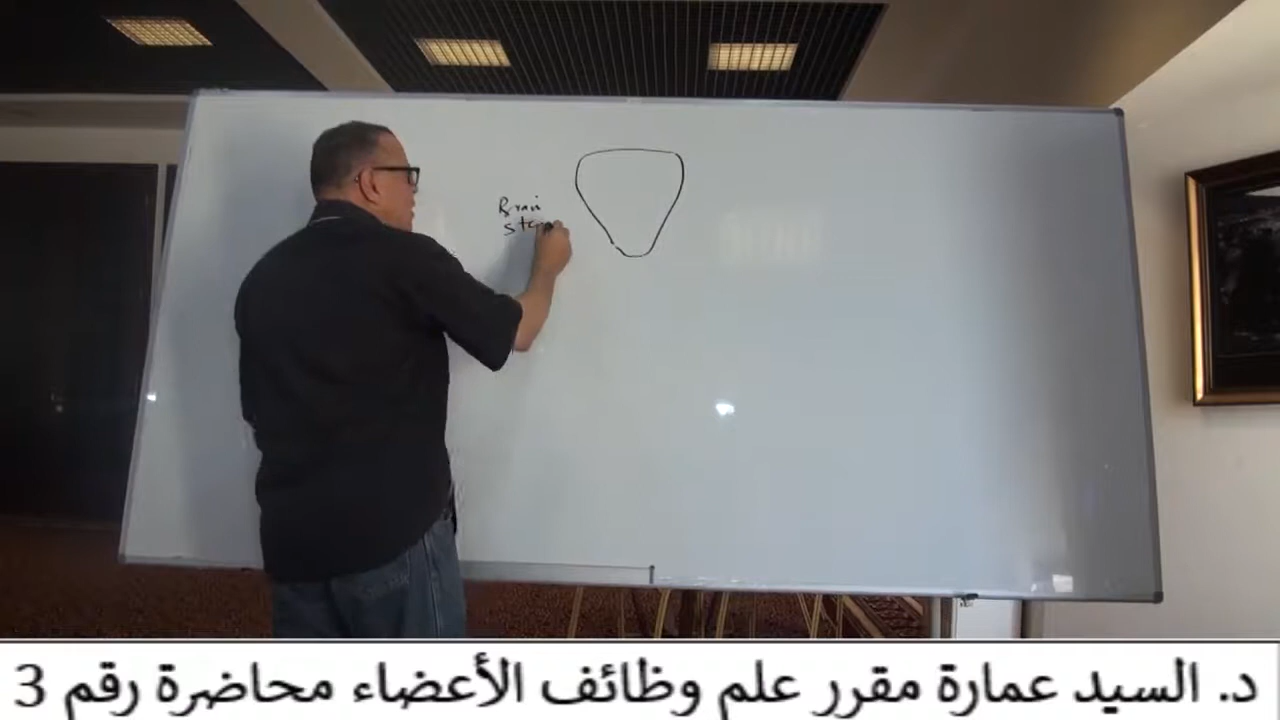 Brain
stem
د. السيد عمارة مقرر علم وظائف الأعضاء محاضرة رقم 3